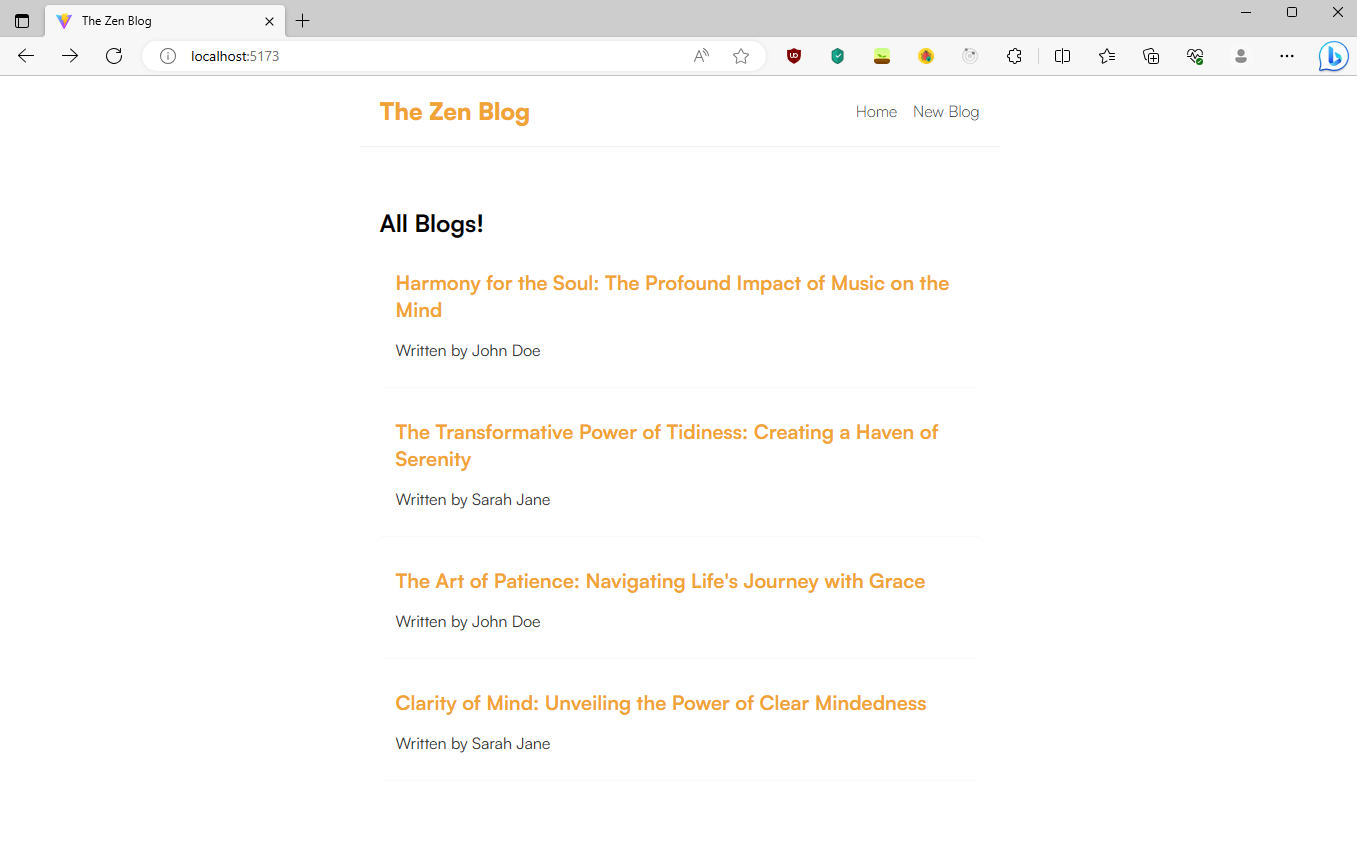 The Zen Blog
localhost:5173
The Zen Blog
Home New Blog
All Blogs!
Harmony for the Soul: The Profound Impact of Music on the
Mind
Written by John Doe
The Transformative Power of Tidiness: Creating a Haven of
Serenity
Written by Sarah Jane
The Art of Patience: Navigating Life's Journey with Grace
Written by John Doe
Clarity of Mind: Unveiling the Power of Clear Mindedness
Written by Sarah Jane